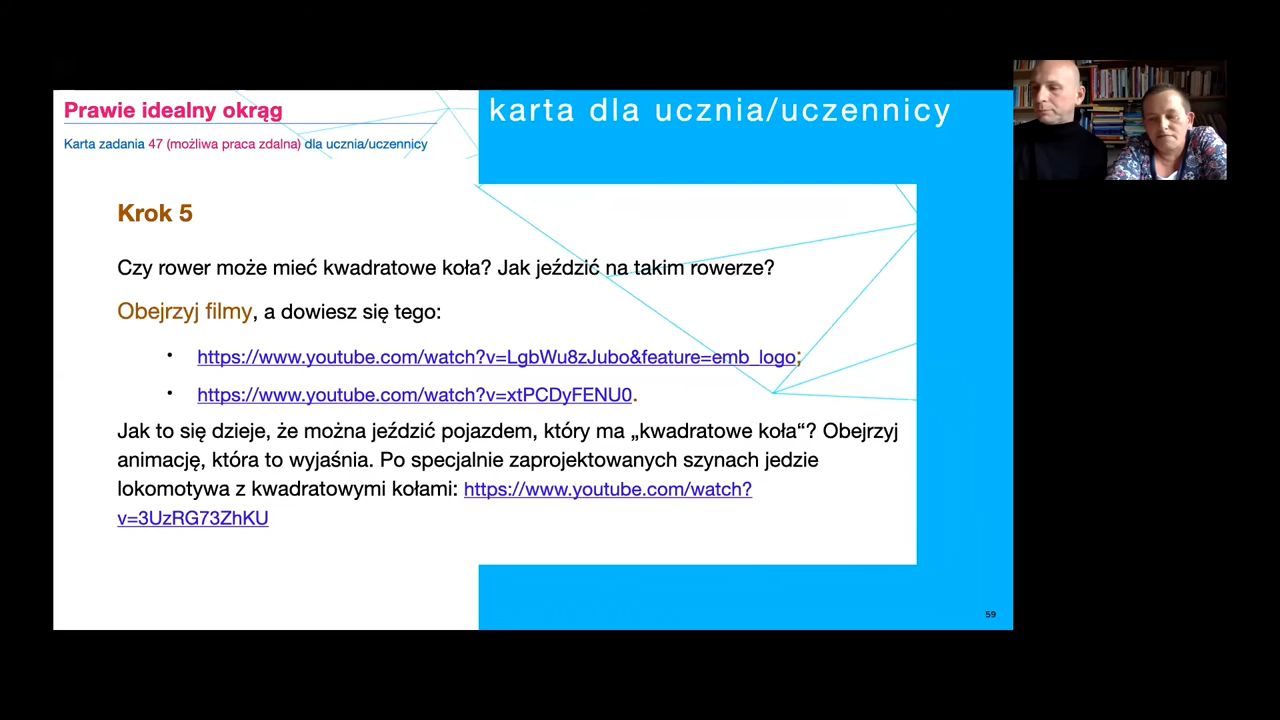 Prawie idealny okrąg
karta dla ucznia/uczennicy
Karta zadania 47 (możliwa praca zdalna) dla ucznia/uczennicy
Krok 5
Czy rower może mieć kwadratowe koła? Jak jeździć na takim rowerze?
Obejrzyj filmy, a dowiesz się tego:
• https://www.youtube.com/watch?v=LgbWu8zJubo&feature=emb_logo;
• https://www.youtube.com/watch?v=xtPCDyFENU0.
Jak to się dzieje, że można jeździć pojazdem, który ma „kwadratowe koła“? Obejrzyj
animację, która to wyjaśnia. Po specjalnie zaprojektowanych szynach jedzie
lokomotywa z kwadratowymi kołami: https://www.youtube.com/watch?
v=3UzRG73ZhKU
59